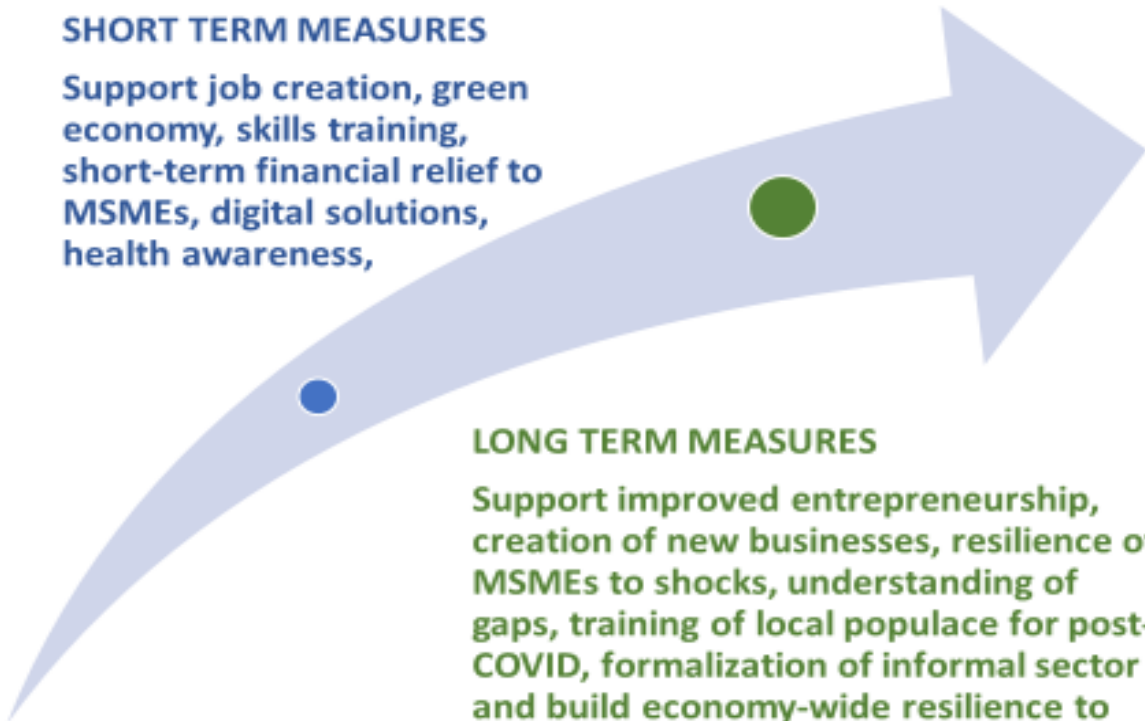 SHORT TERM MEASURES
Support job creation, green
economy, skills training,
short-term financial relief to
MSMEs, digital solutions,
health awareness,
LONG TERM MEASURES
Support improved entrepreneurship,
creation of new businesses, resilience of
MSMEs to shocks, understanding of
gaps, training of local populace for post-
COVID, formalization of informal sector
and build economy-wide resilience to